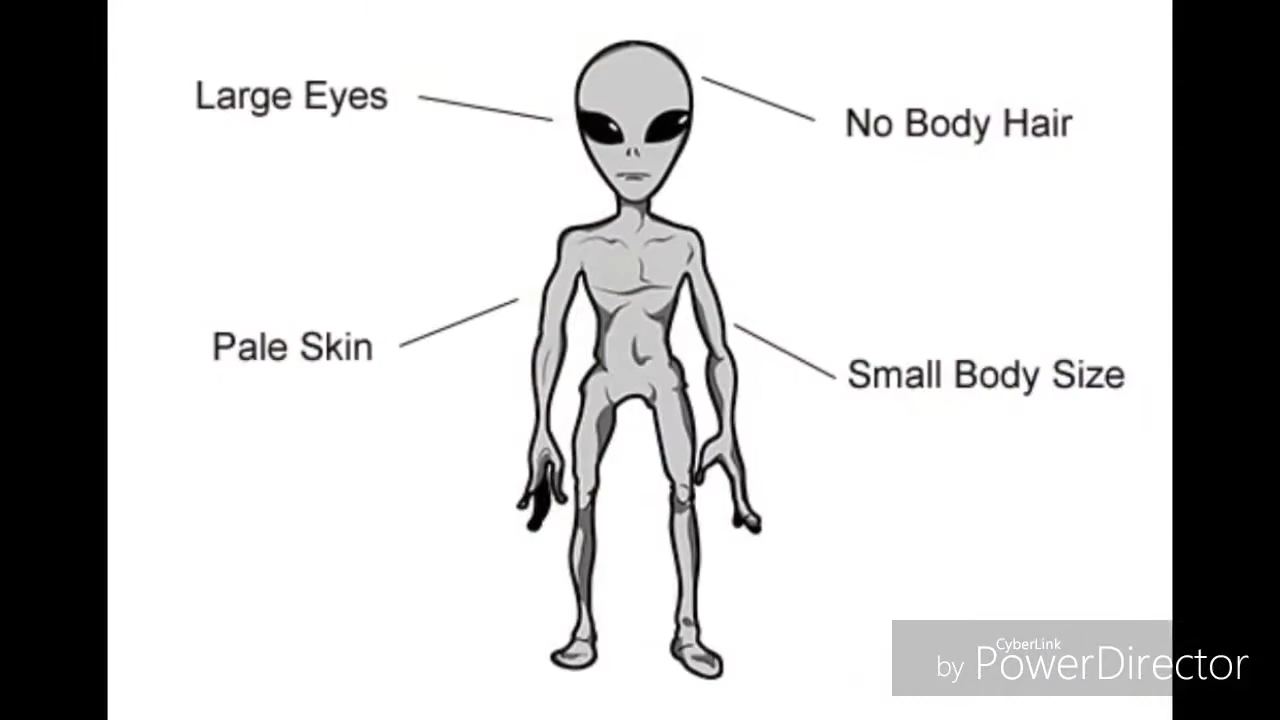 Large Eyes
No Body Hair
Pale Skin
Small Body Size
CyberLink
by PowerDirector